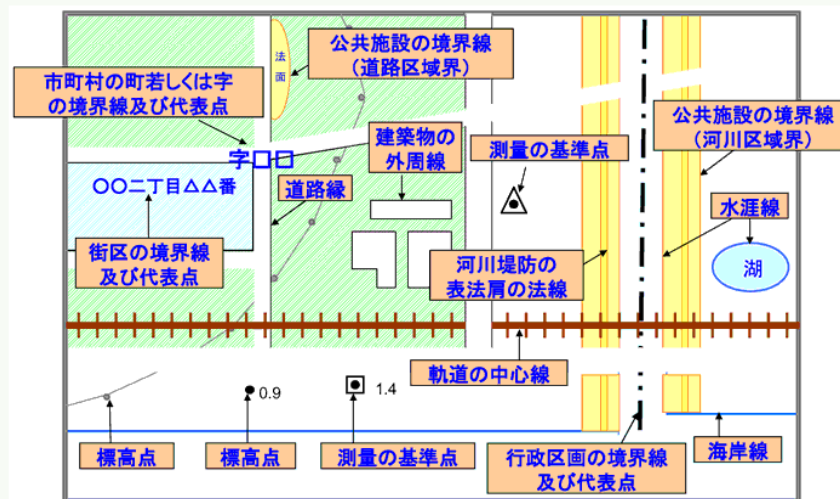 法面
公共施設の境界線
(道路区域界)
市町村の町若しくは字
の境界線及び代表点
公共施設の境界線
(河川区域界)
建築物の
外周線
測量の基準点
字口口
〇〇二丁目△△番
道路縁
水涯線
街区の境界線
及び代表点
河川堤防の
表法肩の法線
湖
軌道の中心線
0.9
1.4
標高点
標高点
測量の基準点
行政区画の境界線
及び代表点
海岸線